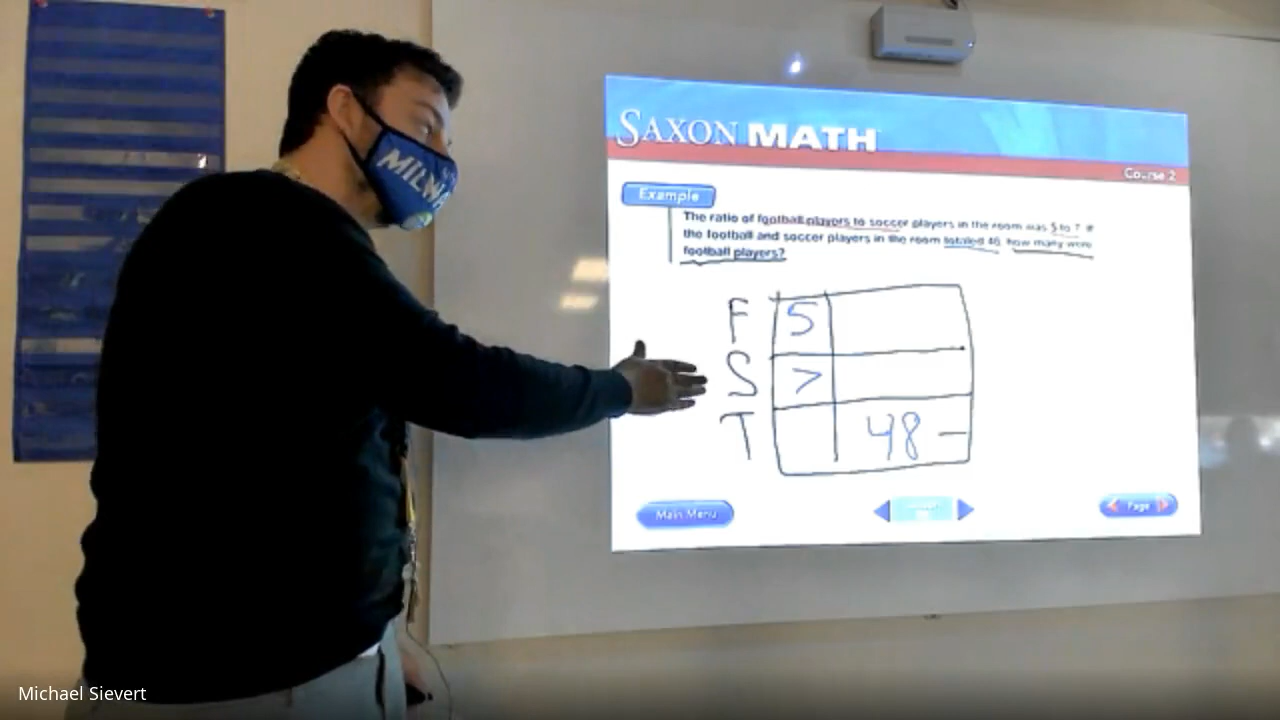 MILWA
SAXON MATH
Course 2
Example
The ratio of football players to soccer players in the room was 5 to 7. If
the football and soccer players in the room totaled 48, how many were
football players?
F 5
S 7
T 48 —
Main Menu
Page
Michael Sievert